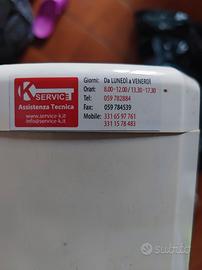 K SERVICE
Assistenza Tecnica
www.service-k.it
info@service-k.it
Giorni: Da LUNEDÌ a VENERDÌ
Orari: 8.00-12.00 / 13.30-17.30
Tel: 059 782884
Fax: 059 784539
Mobile: 331 65 97 761
331 15 78 483
subito